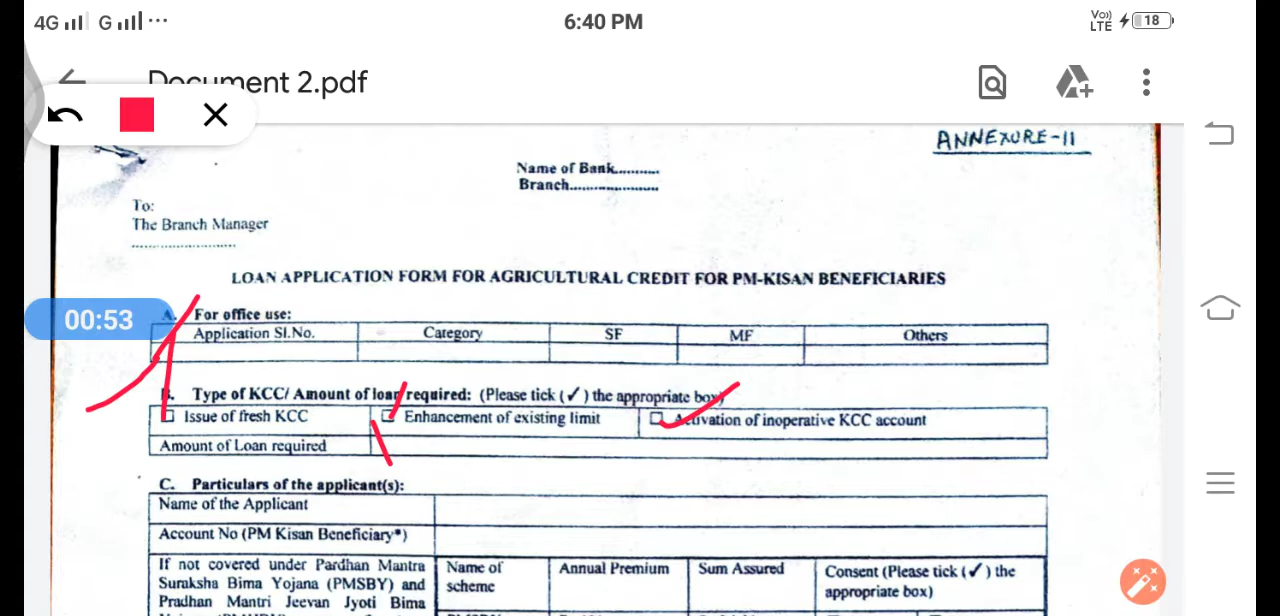 4G G ... 6:40 PM Vo)) LTE 18
Document 2.pdf
ANNEXURE-II
Name of Bank...........
Branch......................
To:
The Branch Manager
.........................
LOAN APPLICATION FORM FOR AGRICULTURAL CREDIT FOR PM-KISAN BENEFICIARIES
00:53
A. For office use:
Application Sl.No. Category SF MF Others
B. Type of KCC/ Amount of loan required: (Please tick (✓) the appropriate box)
☐ Issue of fresh KCC ☐ Enhancement of existing limit ☐ Activation of inoperative KCC account
Amount of Loan required
C. Particulars of the applicant(s):
Name of the Applicant
Account No (PM Kisan Beneficiary*)
If not covered under Pardhan Mantra Name of Annual Premium Sum Assured Consent (Please tick (✓) the
Suraksha Bima Yojana (PMSBY) and scheme appropriate box)
Pradhan Mantri Jeevan Jyoti Bima